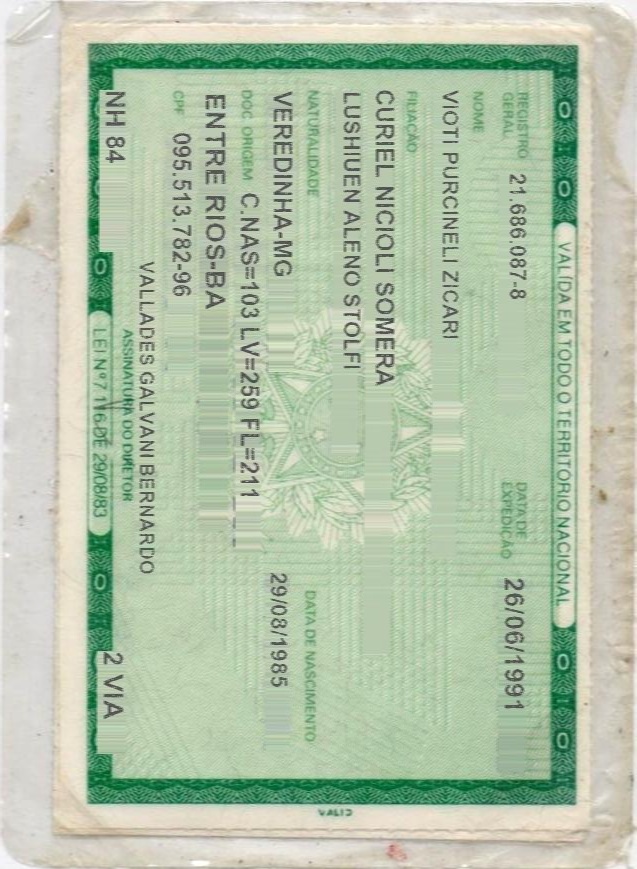 VALIDA EM TODO O TERRITÓRIO NACIONAL
REGISTRO GERAL 21.686.087-8 DATA DE EXPEDIÇÃO 26/06/1991
NOME
VIOTI PURCINELI ZICARI
FILIAÇÃO
CURIEL NICIOLI SOMERA
LUSHIUEN ALENO STOLFI
NATURALIDADE DATA DE NASCIMENTO
VEREDINHA-MG 29/08/1985
DOC ORIGEM C.NAS=103 LV=259 FL=211
ENTRE RIOS-BA
CPF 095.513.782-96
VALLADES GALVANI BERNARDO
ASSINATURA DO DIRETOR
NH 84 2 VIA
LEI Nº 7.116 DE 29/08/83
VALID